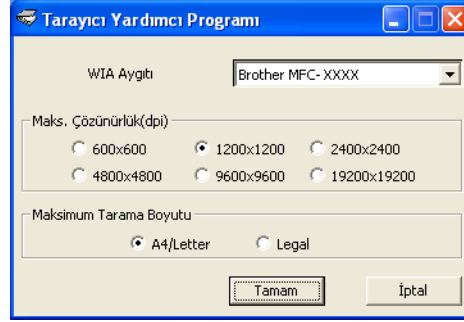 Tarayıcı Yardımcı Programı
WIA Aygıtı Brother MFC- XXXX
Maks. Çözünürlük(dpi)
600x600 1200x1200 2400x2400
4800x4800 9600x9600 19200x19200
Maksimum Tarama Boyutu
A4/Letter Legal
Tamam İptal